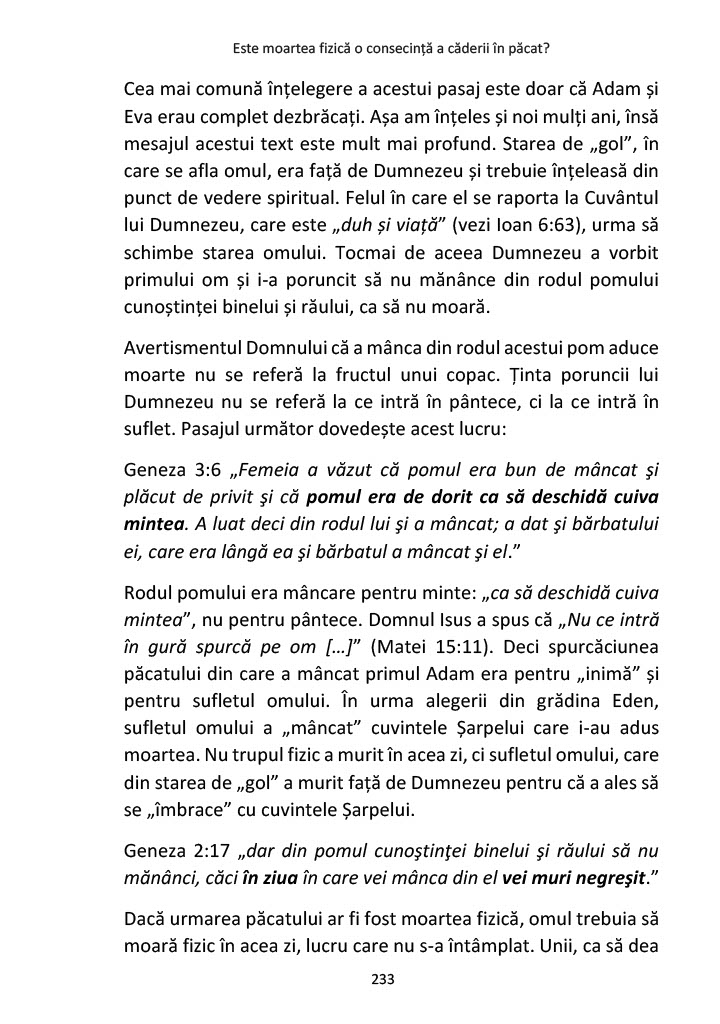 Este moartea fizică o consecință a căderii în păcat?
Cea mai comună înțelegere a acestui pasaj este doar că Adam și
Eva erau complet dezbrăcați. Așa am înțeles și noi mulți ani, însă
mesajul acestui text este mult mai profund. Starea de „gol”, în
care se afla omul, era față de Dumnezeu și trebuie înțeleasă din
punct de vedere spiritual. Felul în care el se raporta la Cuvântul
lui Dumnezeu, care este „duh și viață” (vezi Ioan 6:63), urma să
schimbe starea omului. Tocmai de aceea Dumnezeu a vorbit
primului om și i-a poruncit să nu mănânce din rodul pomului
cunoștinței binelui și răului, ca să nu moară.
Avertismentul Domnului că a mânca din rodul acestui pom aduce
moarte nu se referă la fructul unui copac. Ținta poruncii lui
Dumnezeu nu se referă la ce intră în pântece, ci la ce intră în
suflet. Pasajul următor dovedește acest lucru:
Geneza 3:6 „Femeia a văzut că pomul era bun de mâncat şi
plăcut de privit şi că pomul era de dorit ca să deschidă cuiva
mintea. A luat deci din rodul lui şi a mâncat; a dat şi bărbatului
ei, care era lângă ea şi bărbatul a mâncat şi el.”
Rodul pomului era mâncare pentru minte: „ca să deschidă cuiva
mintea”, nu pentru pântece. Domnul Isus a spus că „Nu ce intră
în gură spurcă pe om […]” (Matei 15:11). Deci spurcăciunea
păcatului din care a mâncat primul Adam era pentru „inimă” și
pentru sufletul omului. În urma alegerii din grădina Eden,
sufletul omului a „mâncat” cuvintele Șarpelui care i-au adus
moartea. Nu trupul fizic a murit în acea zi, ci sufletul omului, care
din starea de „gol” a murit față de Dumnezeu pentru că a ales să
se „îmbrace” cu cuvintele Șarpelui.
Geneza 2:17 „dar din pomul cunoştinţei binelui şi răului să nu
mănânci, căci în ziua în care vei mânca din el vei muri negreşit.”
Dacă urmarea păcatului ar fi fost moartea fizică, omul trebuia să
moară fizic în acea zi, lucru care nu s-a întâmplat. Unii, ca să dea
233